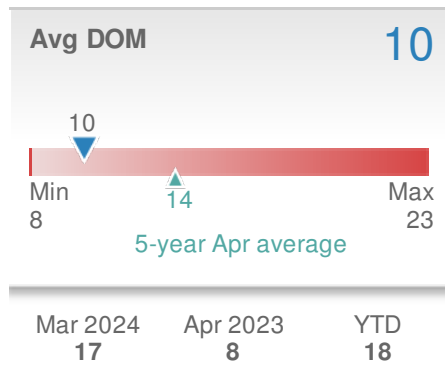 Avg DOM 10
10
Min Max
8 14 23
5-year Apr average
Mar 2024 Apr 2023 YTD
17 8 18